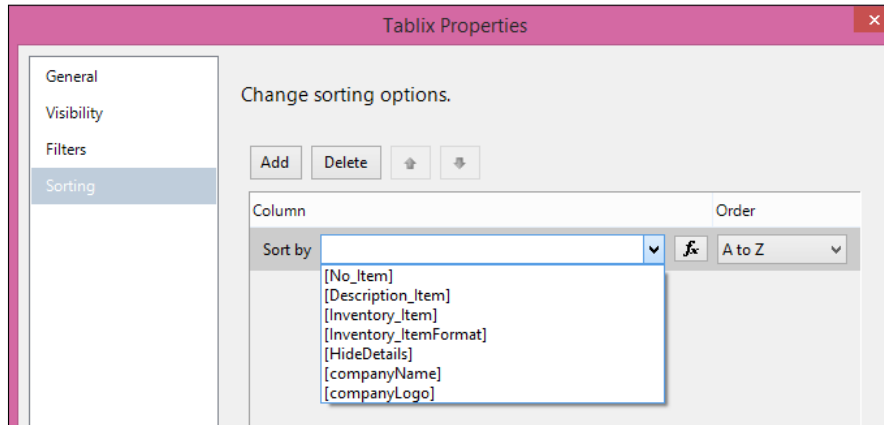 Tablix Properties
General
Visibility
Filters
Sorting
Change sorting options.
Add Delete
Column Order
Sort by fx A to Z
[No_Item]
[Description_Item]
[Inventory_Item]
[Inventory_ItemFormat]
[HideDetails]
[companyName]
[companyLogo]